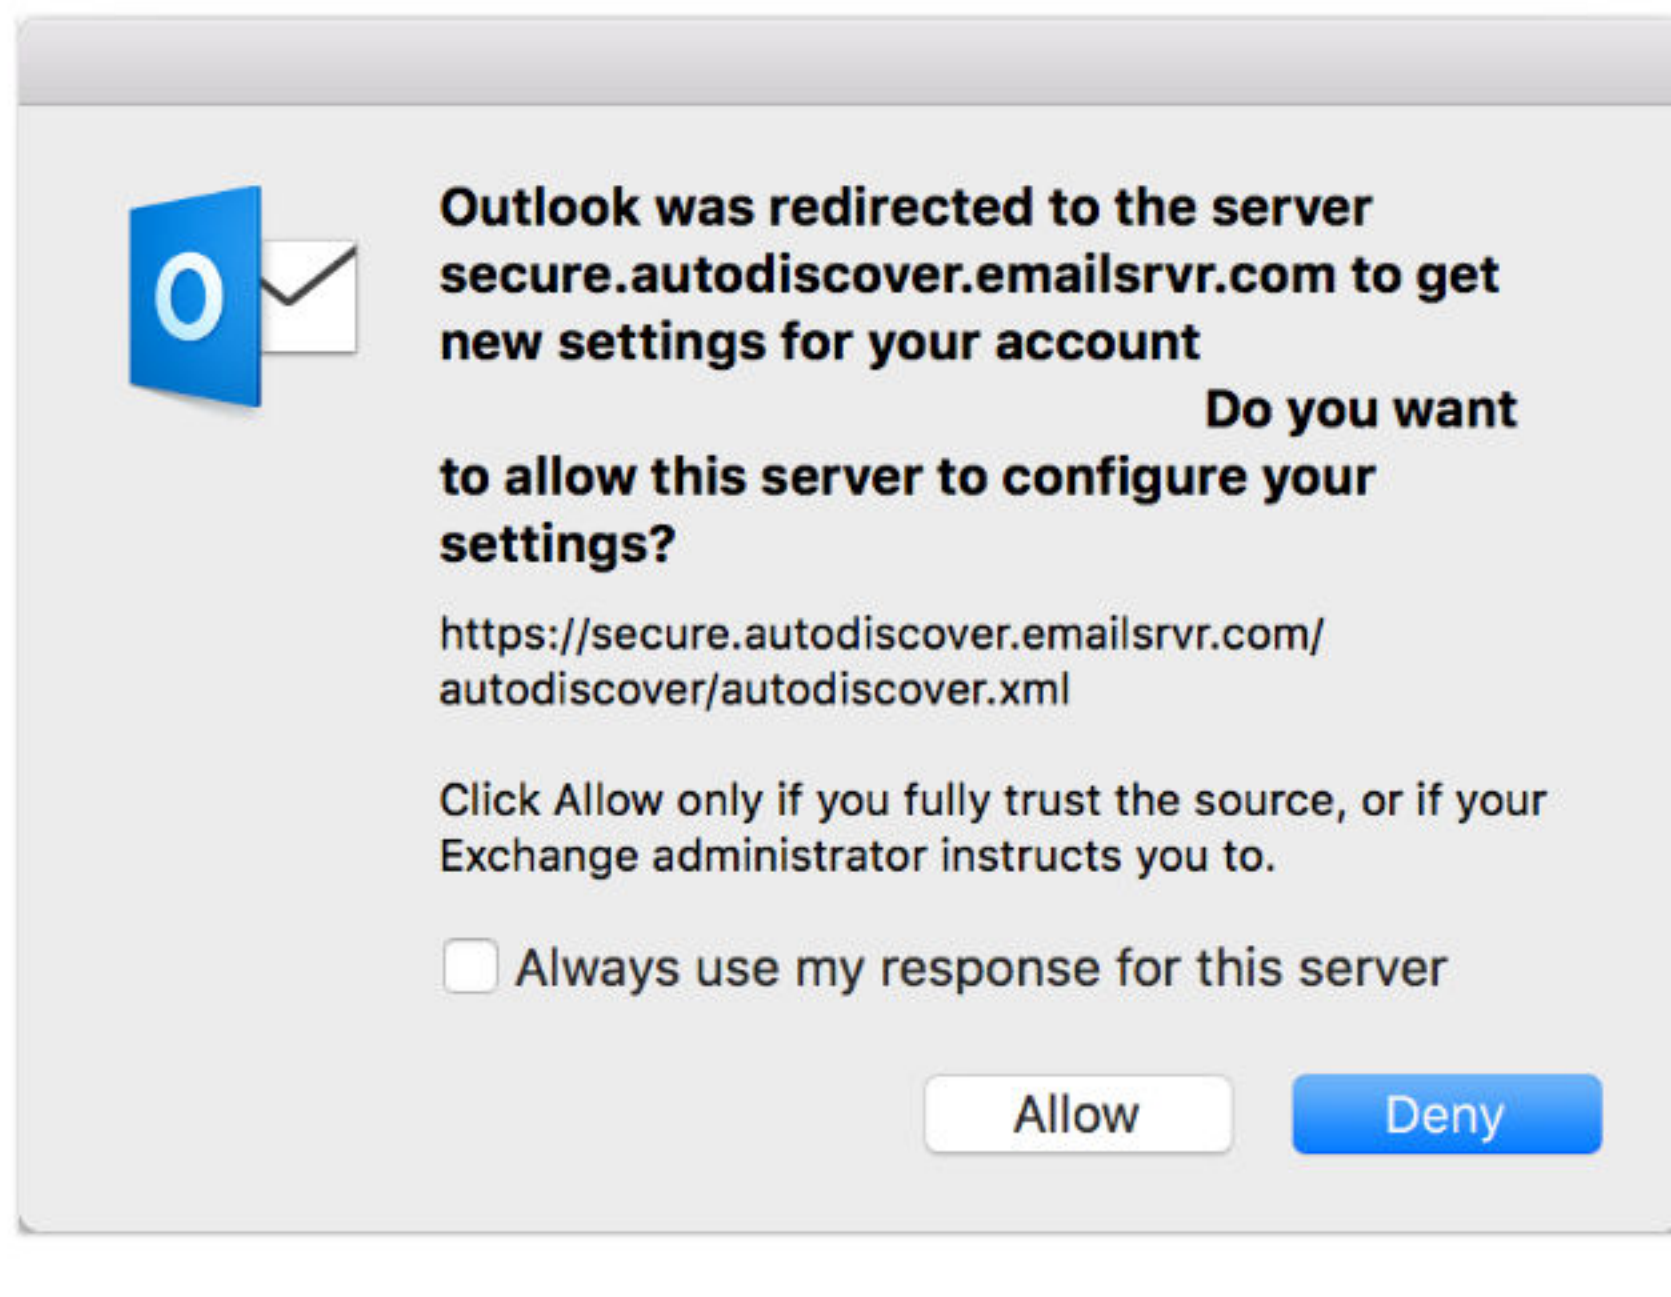 Outlook was redirected to the server
secure.autodiscover.emailsrvr.com to get
new settings for your account
Do you want
to allow this server to configure your
settings?
https://secure.autodiscover.emailsrvr.com/
autodiscover/autodiscover.xml
Click Allow only if you fully trust the source, or if your
Exchange administrator instructs you to.
Always use my response for this server
Allow
Deny